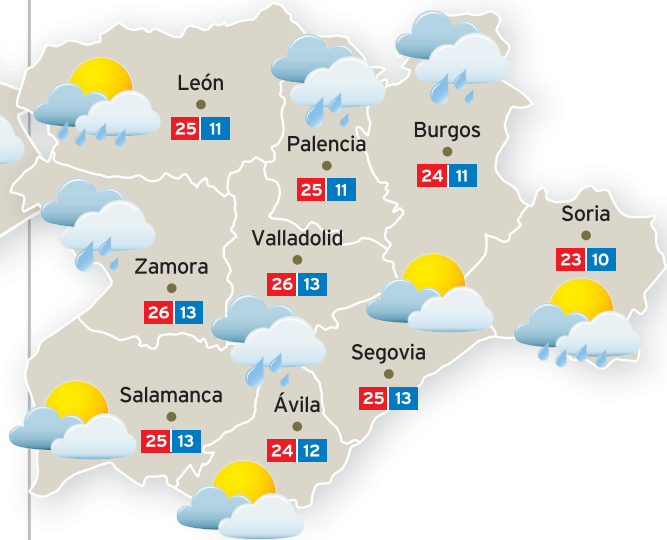 León
25 11
Palencia
25 11
Burgos
24 11
Soria
23 10
Zamora
26 13
Valladolid
26 13
Segovia
25 13
Salamanca
25 13
Ávila
24 12